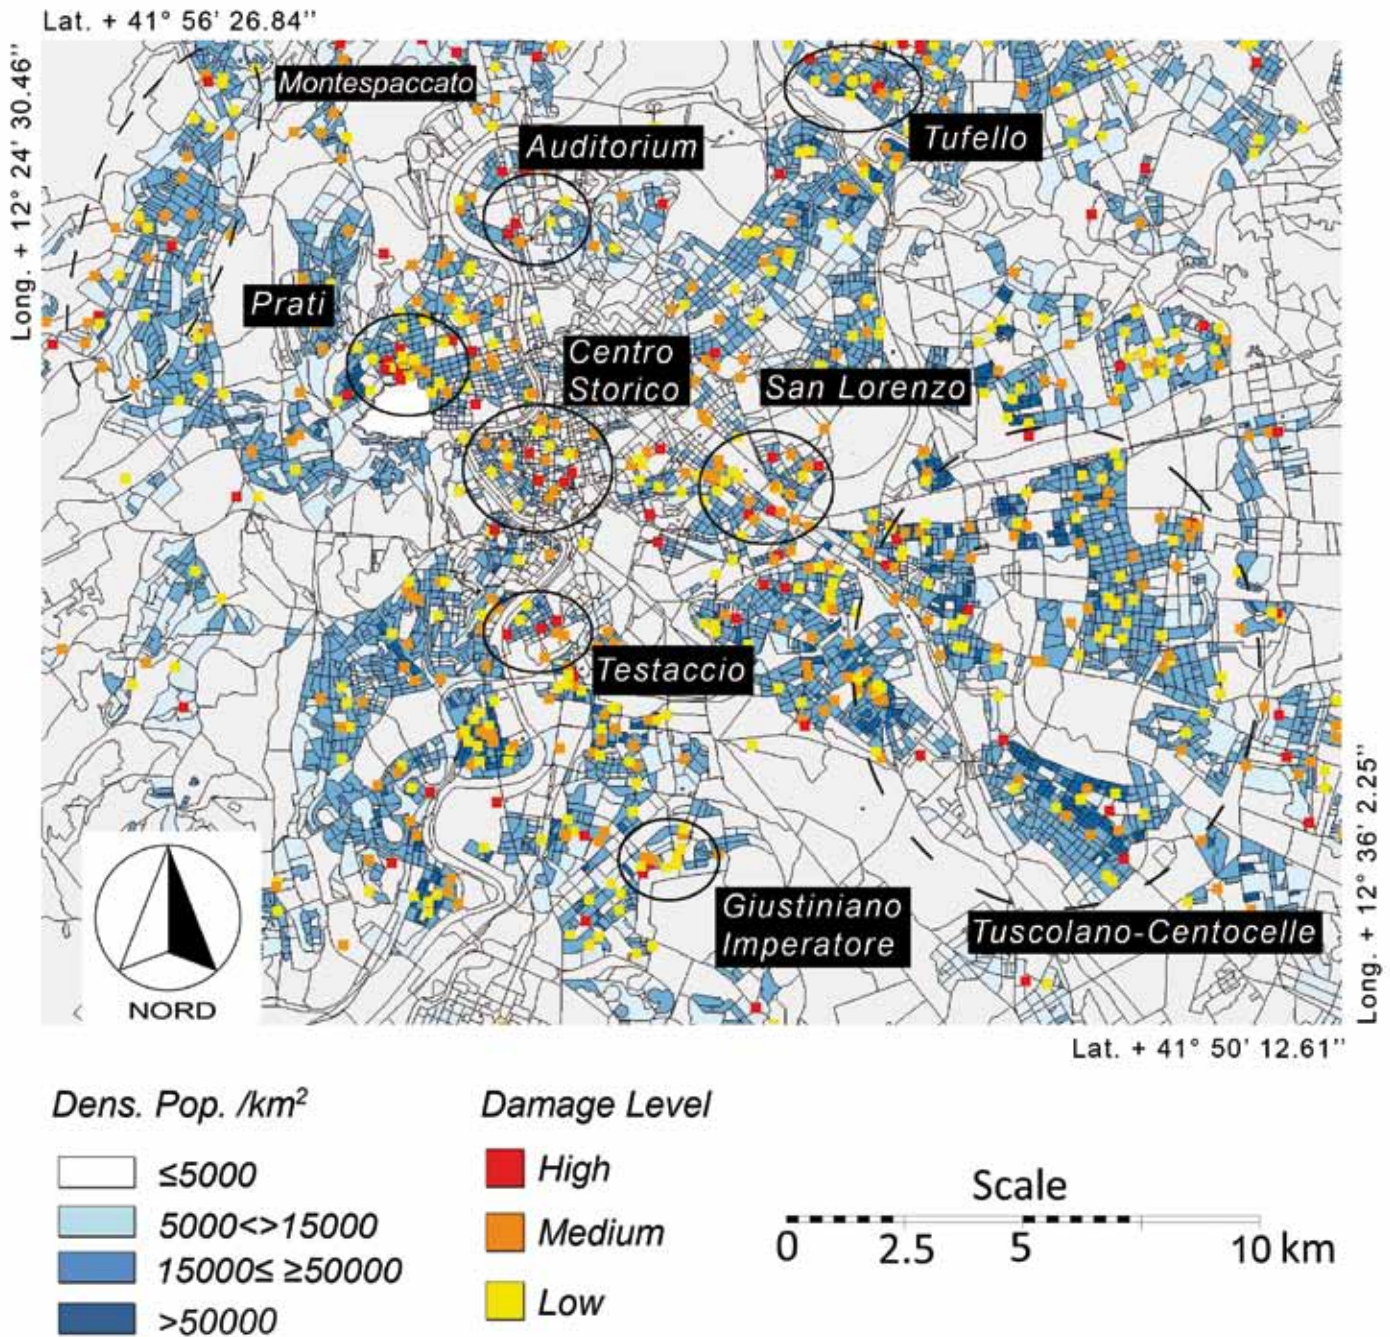 Lat. + 41° 56' 26.84''
Long. + 12° 24' 30.46''
Montespaccato
Auditorium
Tufello
Prati
Centro
Storico
San Lorenzo
Testaccio
Giustiniano
Imperatore
Tuscolano-Centocelle
NORD
Long. + 12° 36' 2.25''
Lat. + 41° 50' 12.61''
Dens. Pop. /km²
≤5000
5000<>15000
15000≤ ≥50000
>50000
Damage Level
High
Medium
Low
Scale
0 2.5 5 10 km